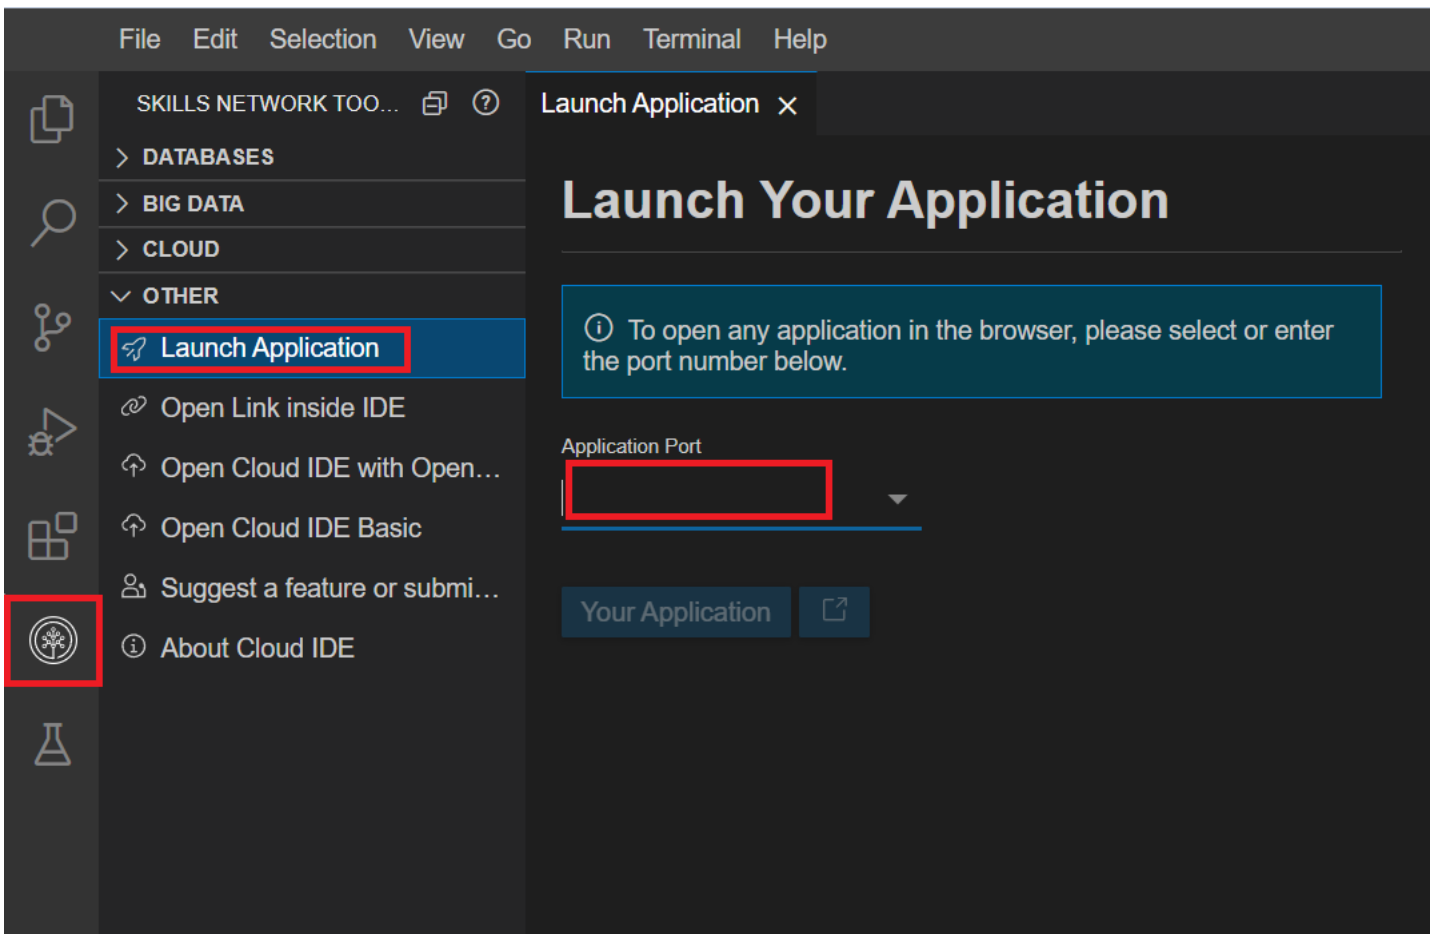 File Edit Selection View Go Run Terminal Help
SKILLS NETWORK TOO...
Launch Application
DATABASES
BIG DATA
CLOUD
OTHER
Launch Application
Open Link inside IDE
Open Cloud IDE with Open...
Open Cloud IDE Basic
Suggest a feature or submi...
About Cloud IDE
Launch Your Application
To open any application in the browser, please select or enter
the port number below.
Application Port
Your Application